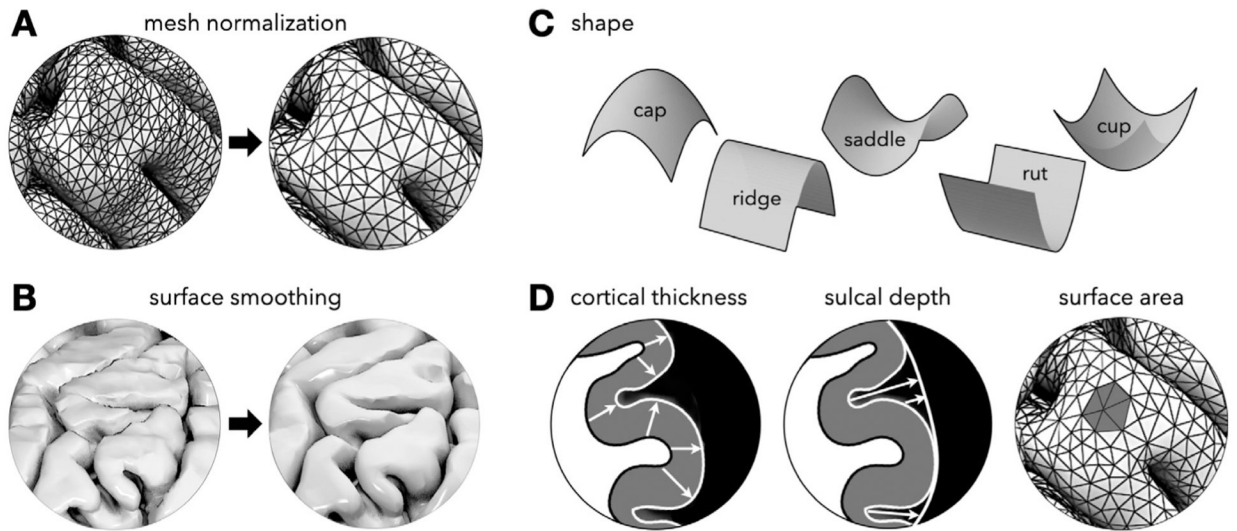 A mesh normalization
C shape
cap
saddle
cup
ridge
rut
B surface smoothing
D cortical thickness
sulcal depth
surface area